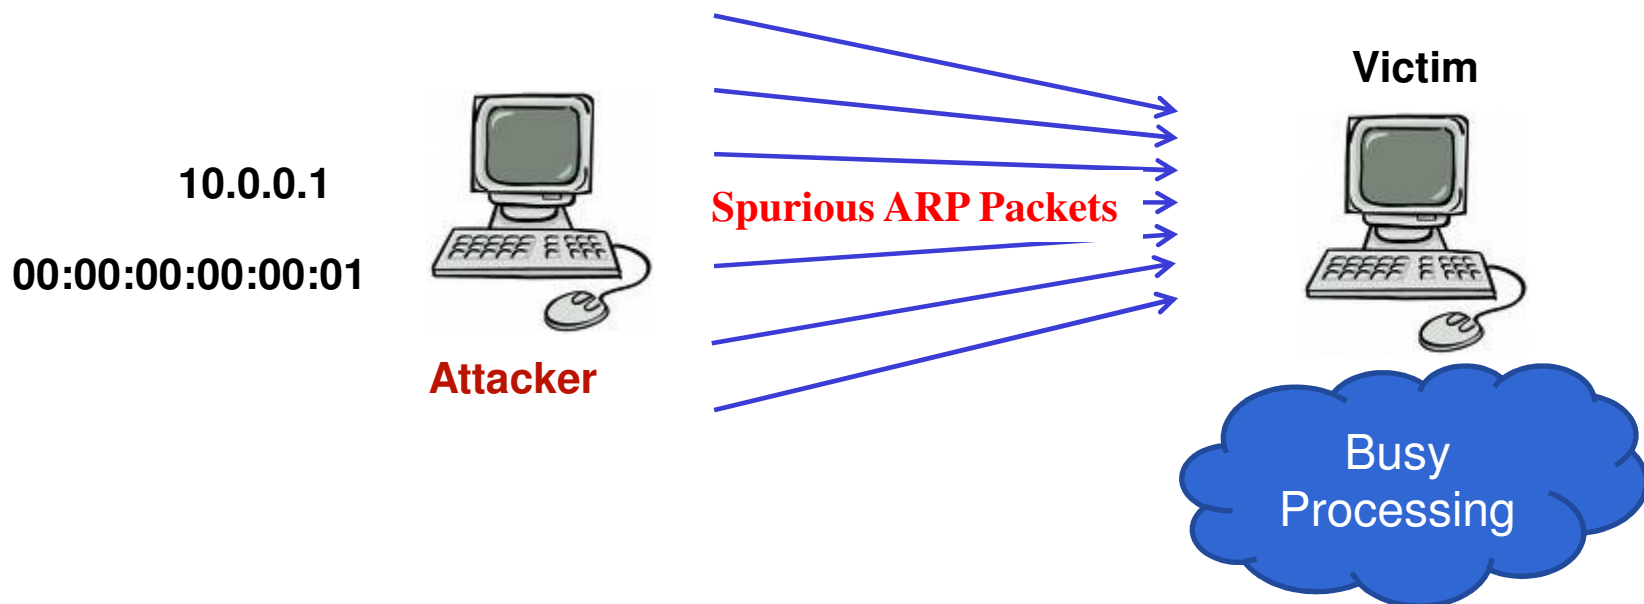 Victim
10.0.0.1
Spurious ARP Packets
00:00:00:00:00:01
Attacker
Busy
Processing